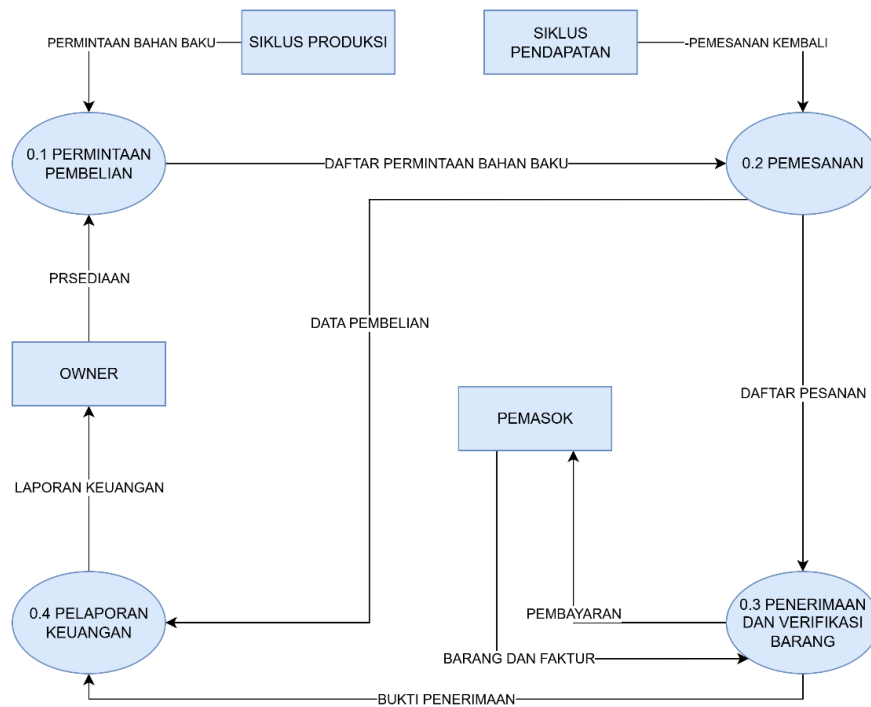 PERMINTAAN BAHAN BAKU
SIKLUS PRODUKSI
SIKLUS
PENDAPATAN
-PEMESANAN KEMBALI
0.1 PERMINTAAN
PEMBELIAN
DAFTAR PERMINTAAN BAHAN BAKU
0.2 PEMESANAN
PRSEDIAAN
DATA PEMBELIAN
OWNER
PEMASOK
DAFTAR PESANAN
LAPORAN KEUANGAN
0.4 PELAPORAN
KEUANGAN
PEMBAYARAN
0.3 PENERIMAAN
DAN VERIFIKASI
BARANG
BARANG DAN FAKTUR
BUKTI PENERIMAAN